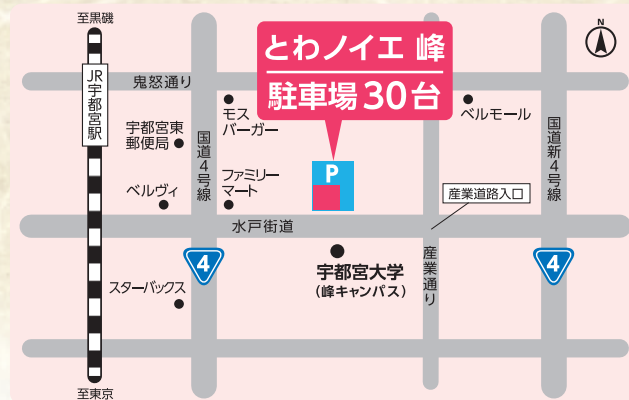 至黒磯
N
とわノイエ 峰
駐車場30台
JR宇都宮駅
鬼怒通り
モス
バーガー
ベルモール
宇都宮東
郵便局
国道4号線
国道新4号線
P
ファミリー
マート
ベルヴィ
産業道路入口
水戸街道
4
宇都宮大学
(峰キャンパス)
産業通り
4
スターバックス
至東京